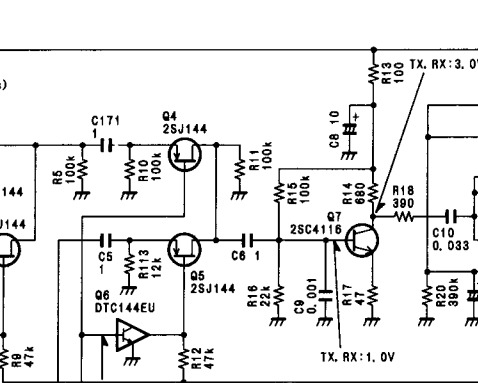 TX, RX:3. 0V
R13
100
C8 10
+
C171
1
Q4
2SJ144
R5
100k
R10
100k
R11
100k
R15
100k
R14
680
R18
390
144
J144
Q7
2SC4116
C10
0. 033
C5
1
R113
12k
C6 1
Q5
2SJ144
Q6
DTC144EU
R16
22k
C9
0. 001
R17
47
R20
390k
R9
47k
R12
47k
TX, RX:1. 0V